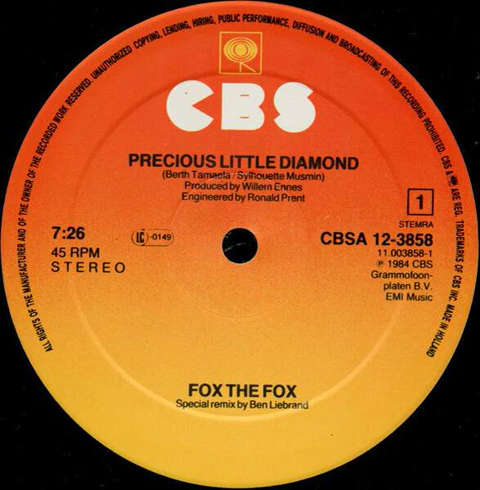 ALL RIGHTS OF THE MANUFACTURER AND OF THE OWNER OF THE RECORDED WORK RESERVED. UNAUTHORIZED COPYING, LENDING, HIRING, PUBLIC PERFORMANCE, DIFFUSION AND BROADCASTING OF THIS RECORDING PROHIBITED. CBS & ARE REG. TRADEMARKS OF CBS INC. MADE IN HOLLAND
CBS
PRECIOUS LITTLE DIAMOND
(Berth Tamaela/Sylhouette Musmin)
Produced by Willem Ennes
Engineered by Ronald Prent
1
STEMRA
7:26
45 RPM
STEREO
LC-0149
CBSA 12-3858
11.003858-1
℗ 1984 CBS
Grammofoon-
platen B.V.
EMI Music
FOX THE FOX
Special remix by Ben Liebrand